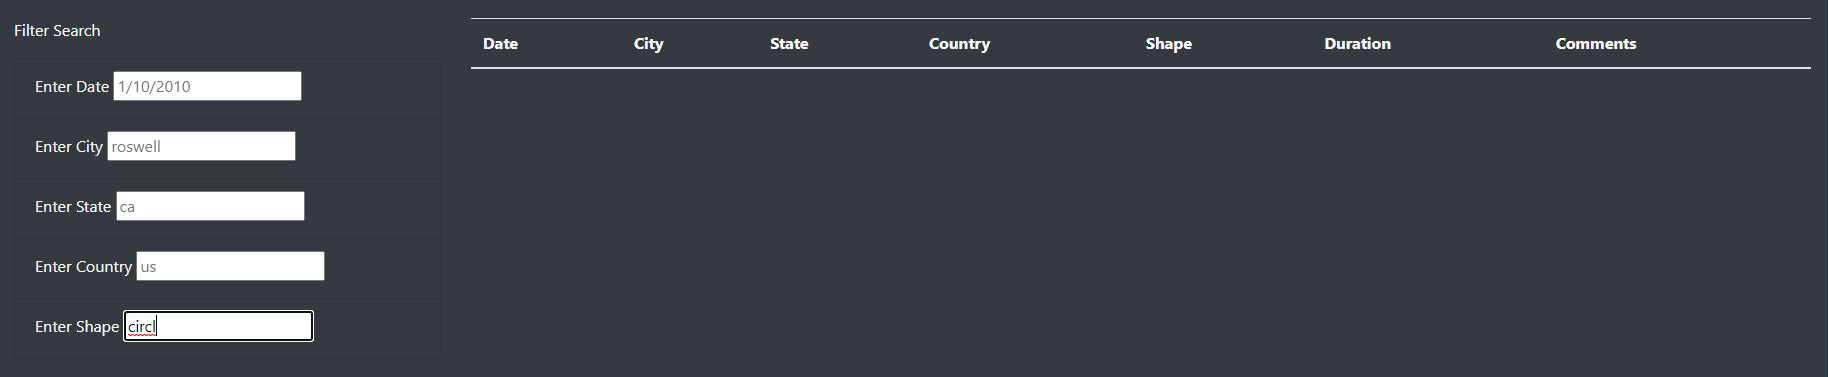 Filter Search
Enter Date 1/10/2010
Enter City roswell
Enter State ca
Enter Country us
Enter Shape circl
Date City State Country Shape Duration Comments